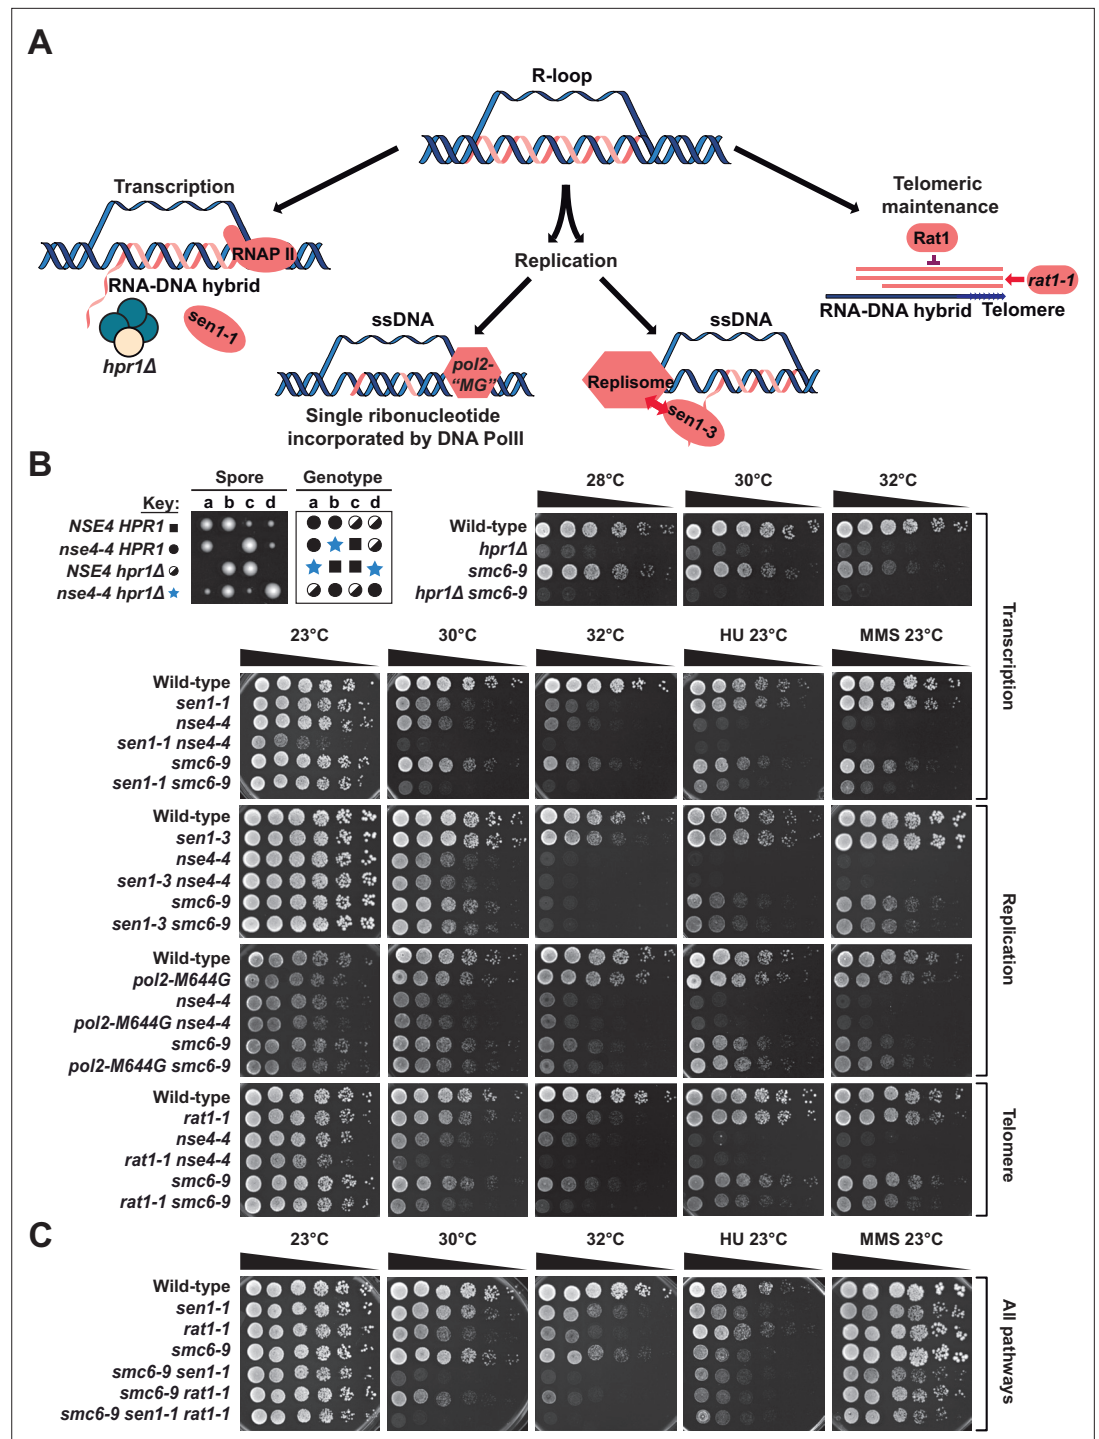 A
R-loop
Transcription
RNAP II
RNA-DNA hybrid
sen1-1
hpr1Δ
Replication
ssDNA
pol2-
“MG”
Single ribonucleotide
incorporated by DNA PolII
ssDNA
Replisome
sen1-3
Telomeric
maintenance
Rat1
rat1-1
RNA-DNA hybrid
Telomere
B
Spore
Genotype
Key:
a b c d
a b c d
NSE4 HPR1
nse4-4 HPR1
NSE4 hpr1Δ
nse4-4 hpr1Δ
28°C 30°C 32°C
Wild-type
hpr1Δ
smc6-9
hpr1Δ smc6-9
23°C 30°C 32°C HU 23°C MMS 23°C
Wild-type
sen1-1
nse4-4
sen1-1 nse4-4
smc6-9
sen1-1 smc6-9
Transcription
Wild-type
sen1-3
nse4-4
sen1-3 nse4-4
smc6-9
sen1-3 smc6-9
Wild-type
pol2-M644G
nse4-4
pol2-M644G nse4-4
smc6-9
pol2-M644G smc6-9
Replication
Wild-type
rat1-1
nse4-4
rat1-1 nse4-4
smc6-9
rat1-1 smc6-9
Telomere
C
23°C 30°C 32°C HU 23°C MMS 23°C
Wild-type
sen1-1
rat1-1
smc6-9
smc6-9 sen1-1
smc6-9 rat1-1
smc6-9 sen1-1 rat1-1
All pathways